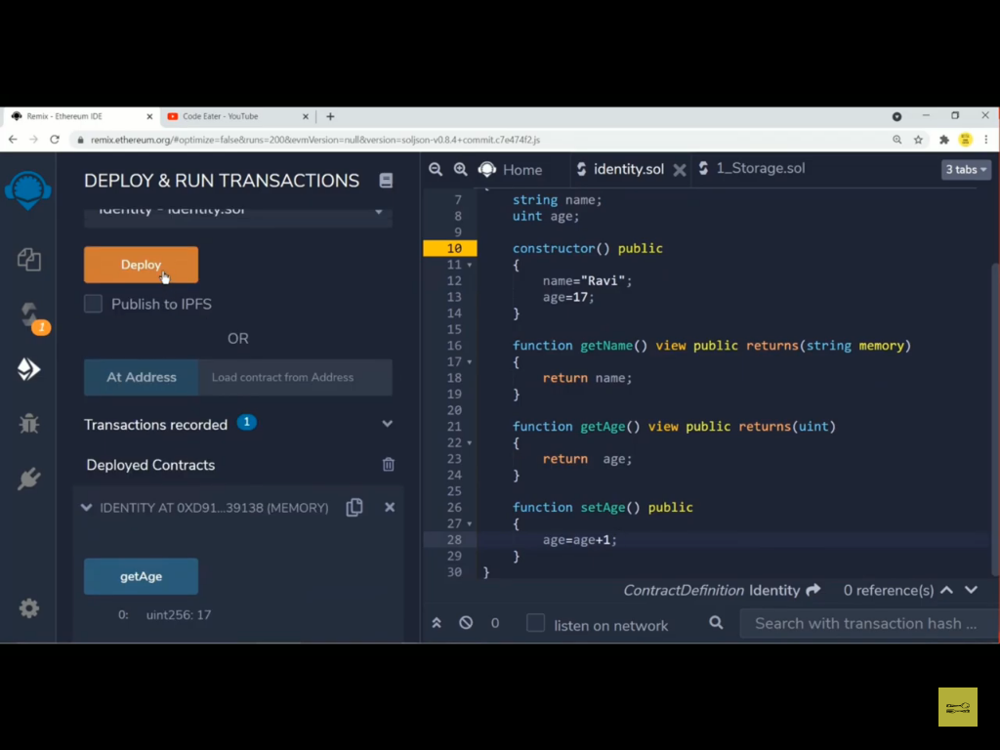 Remix - Ethereum IDE
Code Eater - YouTube
remix.ethereum.org/#optimize=false&runs=200&evmVersion=null&version=soljson-v0.8.4+commit.c7e474f2.js
DEPLOY & RUN TRANSACTIONS
Identity - identity.sol
Deploy
Publish to IPFS
OR
At Address Load contract from Address
Transactions recorded 1
Deployed Contracts
IDENTITY AT 0XD91...39138 (MEMORY)
getAge
0: uint256: 17
1
Home identity.sol 1_Storage.sol 3 tabs
7 string name;
8 uint age;
9
10 constructor() public
11 {
12 name="Ravi";
13 age=17;
14 }
15
16 function getName() view public returns(string memory)
17 {
18 return name;
19 }
20
21 function getAge() view public returns(uint)
22 {
23 return age;
24 }
25
26 function setAge() public
27 {
28 age=age+1;
29 }
30 }
ContractDefinition Identity 0 reference(s)
0 listen on network Search with transaction hash ...